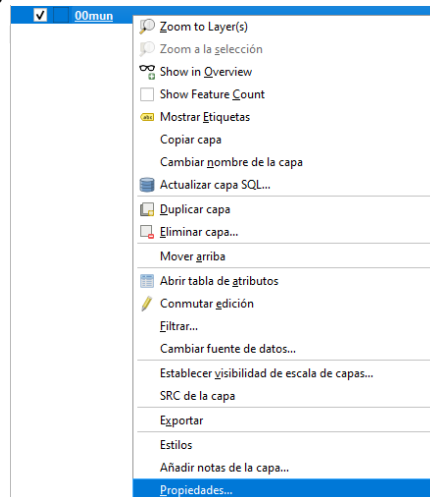 00mun
Zoom to Layer(s)
Zoom a la selección
Show in Overview
Show Feature Count
abc Mostrar Etiquetas
Copiar capa
Cambiar nombre de la capa
Actualizar capa SQL...
Duplicar capa
Eliminar capa...
Mover arriba
Abrir tabla de atributos
Conmutar edición
Filtrar...
Cambiar fuente de datos...
Establecer visibilidad de escala de capas...
SRC de la capa
Exportar
Estilos
Añadir notas de la capa...
Propiedades...